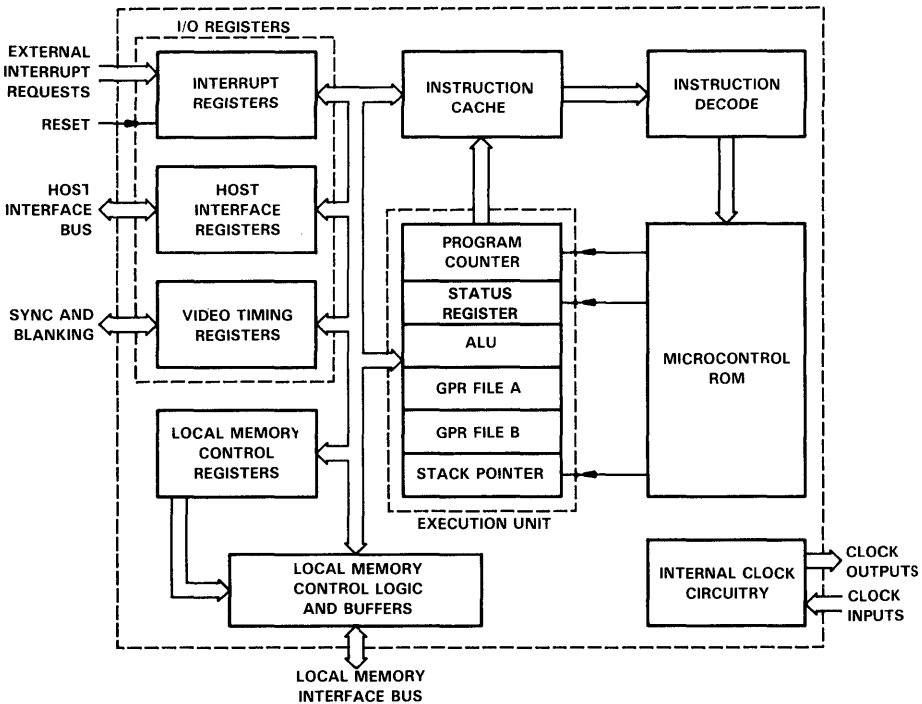 I/O REGISTERS
EXTERNAL
INTERRUPT
REQUESTS
RESET
INTERRUPT
REGISTERS
INSTRUCTION
CACHE
INSTRUCTION
DECODE
HOST
INTERFACE
BUS
HOST
INTERFACE
REGISTERS
PROGRAM
COUNTER
STATUS
REGISTER
ALU
GPR FILE A
GPR FILE B
STACK POINTER
EXECUTION UNIT
MICROCONTROL
ROM
SYNC AND
BLANKING
VIDEO TIMING
REGISTERS
LOCAL MEMORY
CONTROL
REGISTERS
LOCAL MEMORY
CONTROL LOGIC
AND BUFFERS
INTERNAL CLOCK
CIRCUITRY
CLOCK
OUTPUTS
CLOCK
INPUTS
LOCAL MEMORY
INTERFACE BUS